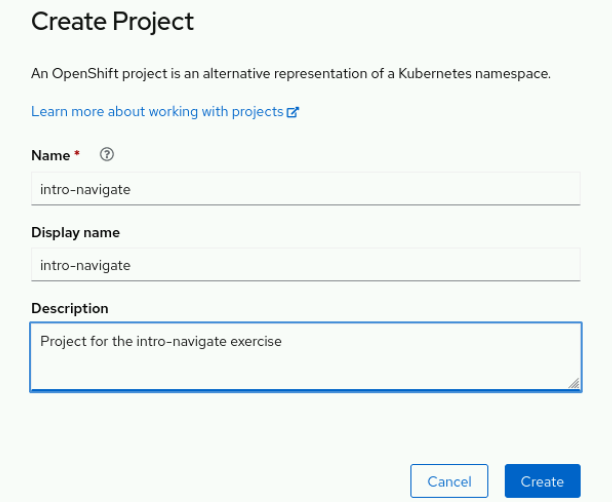 Create Project
An OpenShift project is an alternative representation of a Kubernetes namespace.
Learn more about working with projects
Name *
intro-navigate
Display name
intro-navigate
Description
Project for the intro-navigate exercise
Cancel Create